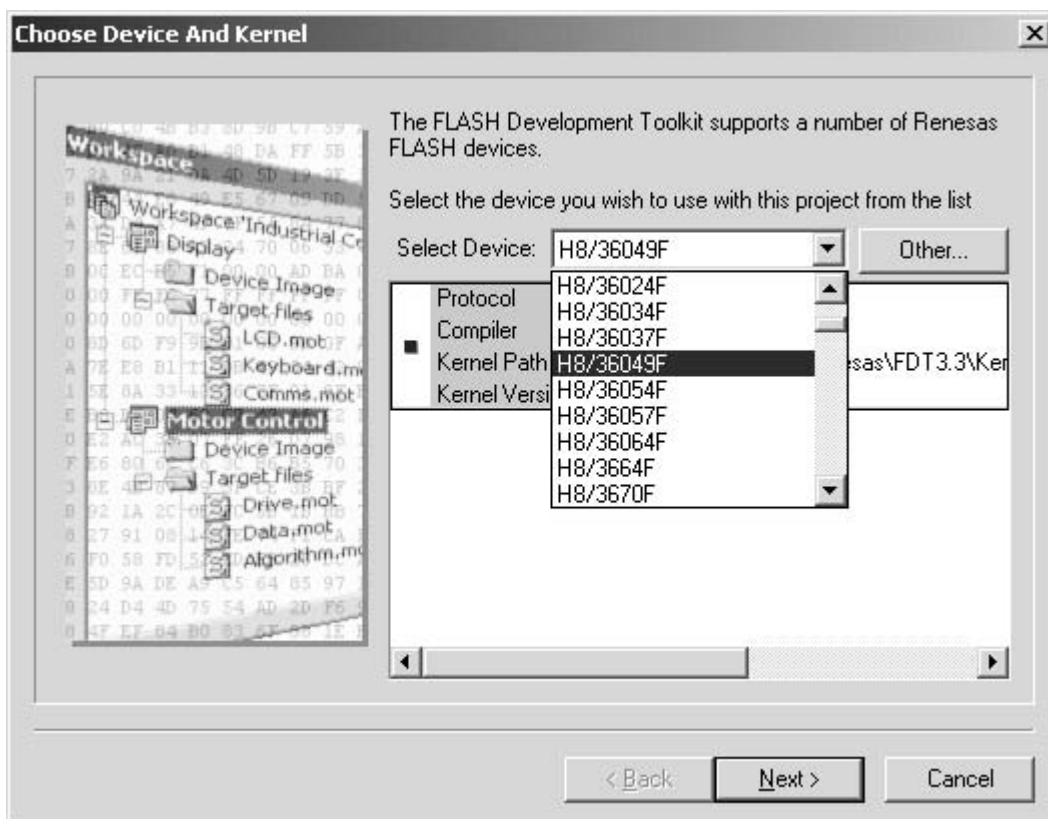 Choose Device And Kernel
Workspace
Workspace "Industrial Co
Display
Device Image
Target files
LCD.mot
Keyboard.mo
Comms.mot
Motor Control
Device Image
Target files
Drive.mot
Data.mot
Algorithm.mo
The FLASH Development Toolkit supports a number of Renesas
FLASH devices.
Select the device you wish to use with this project from the list
Select Device: H8/36049F Other...
H8/36024F
Protocol
H8/36034F
Compiler
H8/36037F
Kernel Path H8/36049F sas\FDT3.3\Ker
Kernel Versi H8/36054F
H8/36057F
H8/36064F
H8/3664F
H8/3670F
< Back Next > Cancel